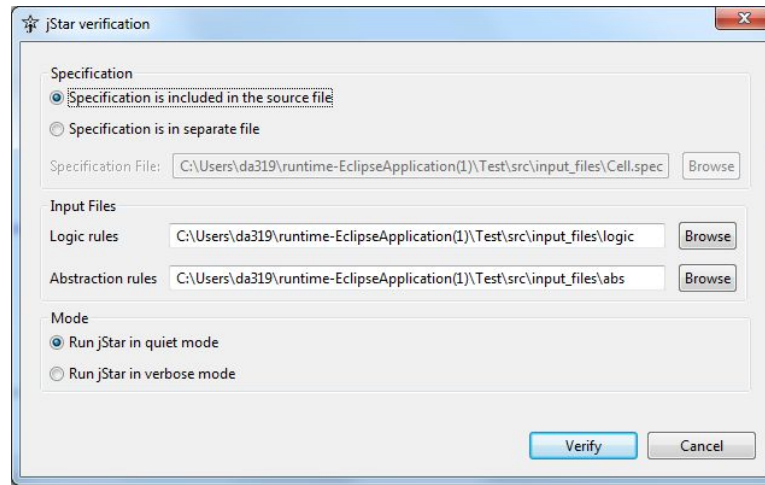 jStar verification
Specification
Specification is included in the source file
Specification is in separate file
Specification File: C:\Users\da319\runtime-EclipseApplication(1)\Test\src\input_files\Cell.spec Browse
Input Files
Logic rules C:\Users\da319\runtime-EclipseApplication(1)\Test\src\input_files\logic Browse
Abstraction rules C:\Users\da319\runtime-EclipseApplication(1)\Test\src\input_files\abs Browse
Mode
Run jStar in quiet mode
Run jStar in verbose mode
Verify Cancel